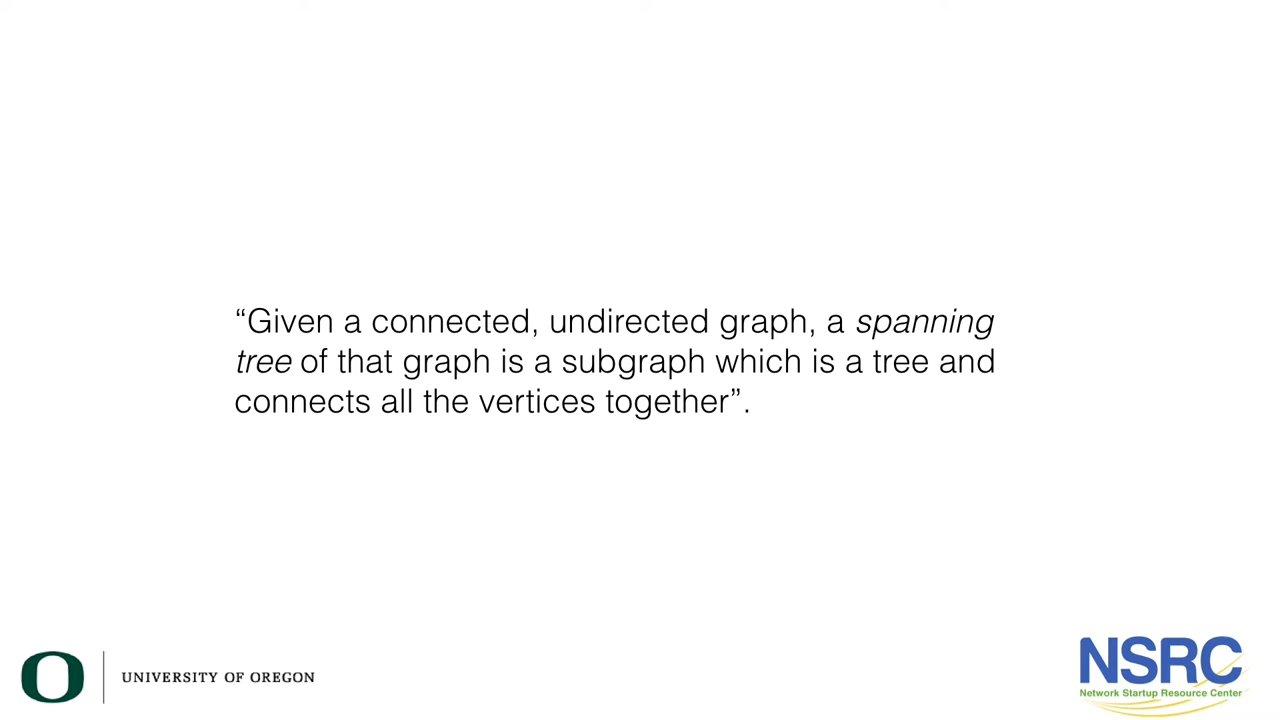 “Given a connected, undirected graph, a spanning
tree of that graph is a subgraph which is a tree and
connects all the vertices together”.
O
UNIVERSITY OF OREGON
NSRC
Network Startup Resource Center